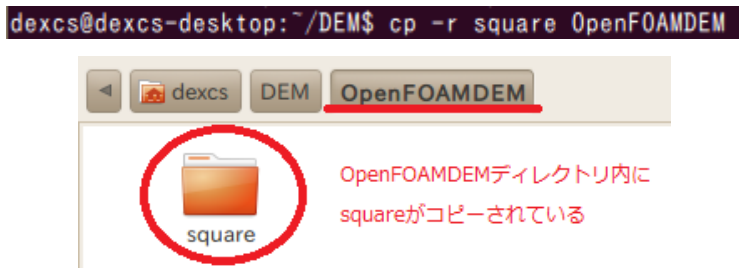 dexcs@dexcs-desktop:~/DEM$ cp -r square OpenFOAMDEM
dexcs DEM OpenFOAMDEM
OpenFOAMDEMディレクトリ内に
squareがコピーされている
square